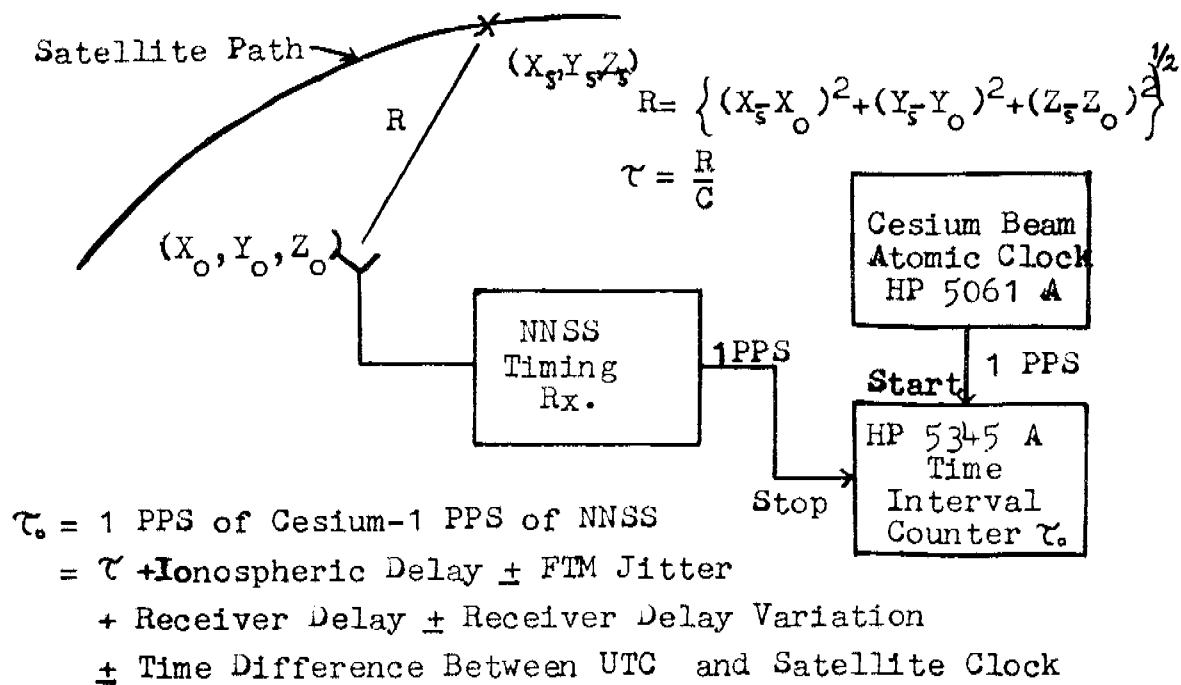 Satellite Path
(Xs,Ys,Zs)
R
R= {(Xs-Xo)²+(Ys-Yo)²+(Zs-Zo)²}^1/2
τ = R/C
(Xo,Yo,Zo)
Cesium Beam
Atomic Clock
HP 5061 A
NNSS
Timing
Rx.
1PPS
1 PPS
Start
Stop
HP 5345 A
Time
Interval
Counter τo
τo = 1 PPS of Cesium-1 PPS of NNSS
= τ +Ionospheric Delay ± FTM Jitter
+ Receiver Delay ± Receiver Delay Variation
± Time Difference Between UTC and Satellite Clock